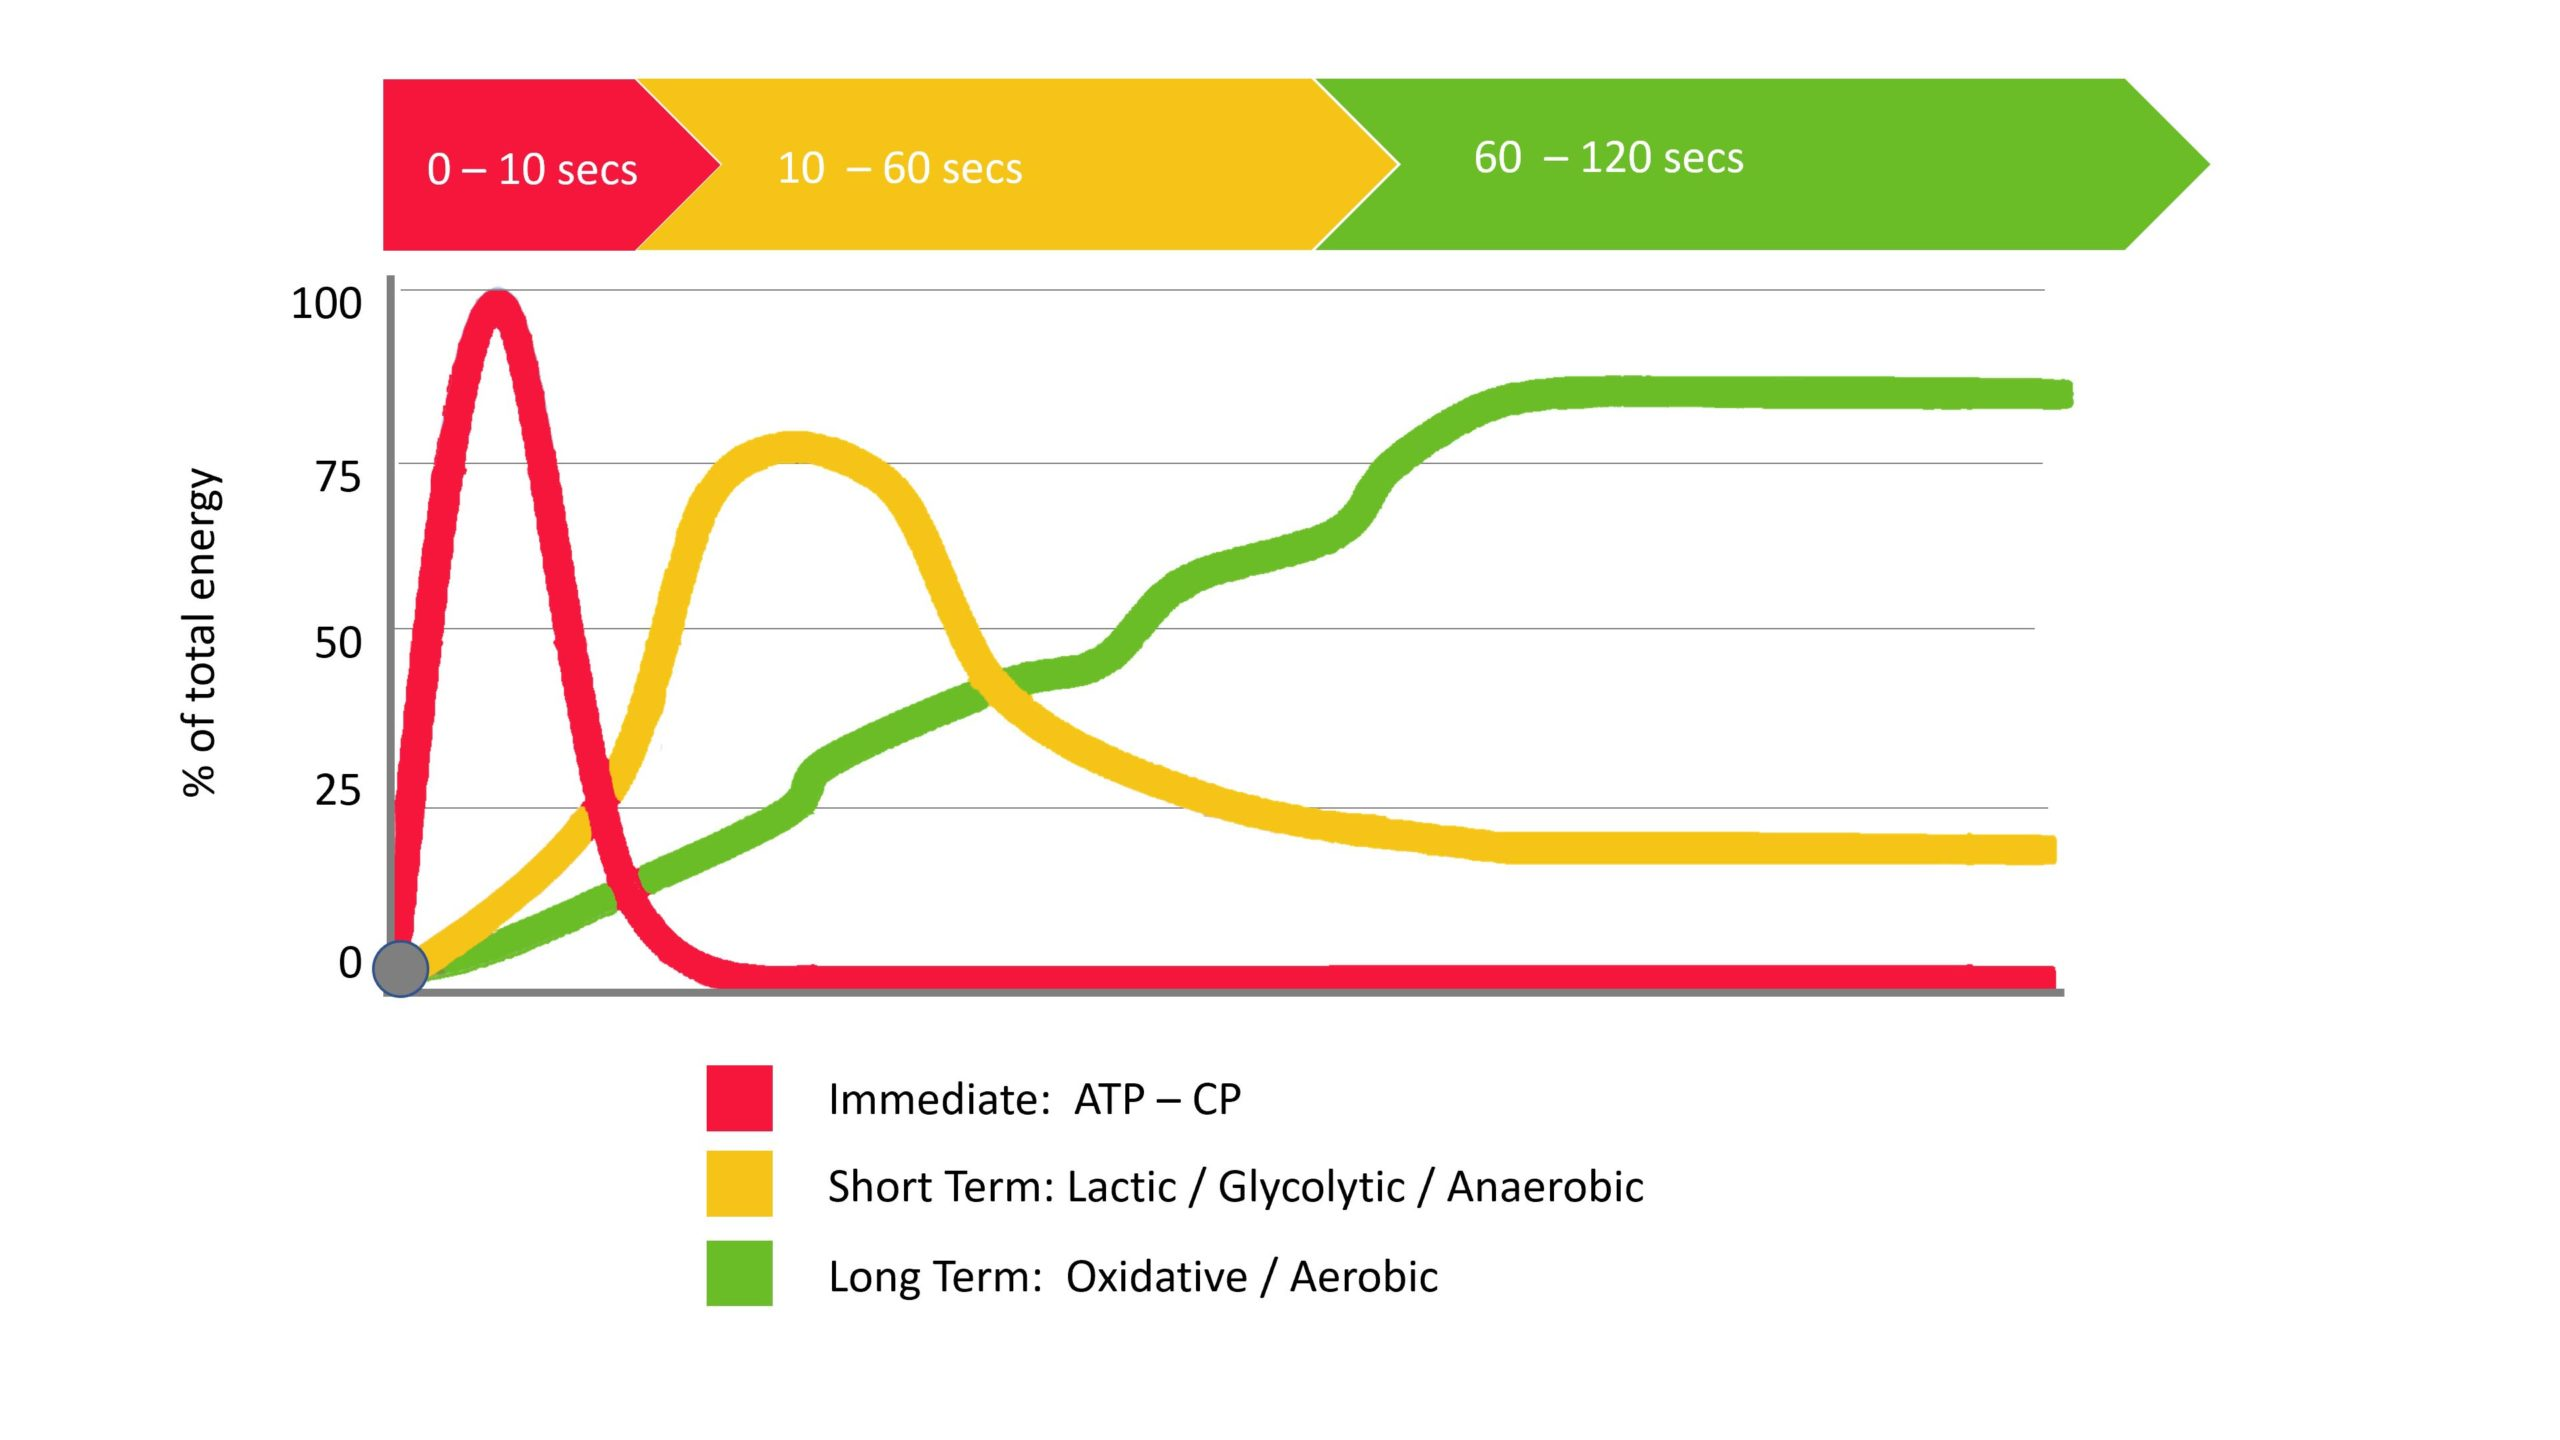 0 – 10 secs
10 – 60 secs
60 – 120 secs
100
75
50
25
0
% of total energy
Immediate: ATP – CP
Short Term: Lactic / Glycolytic / Anaerobic
Long Term: Oxidative / Aerobic